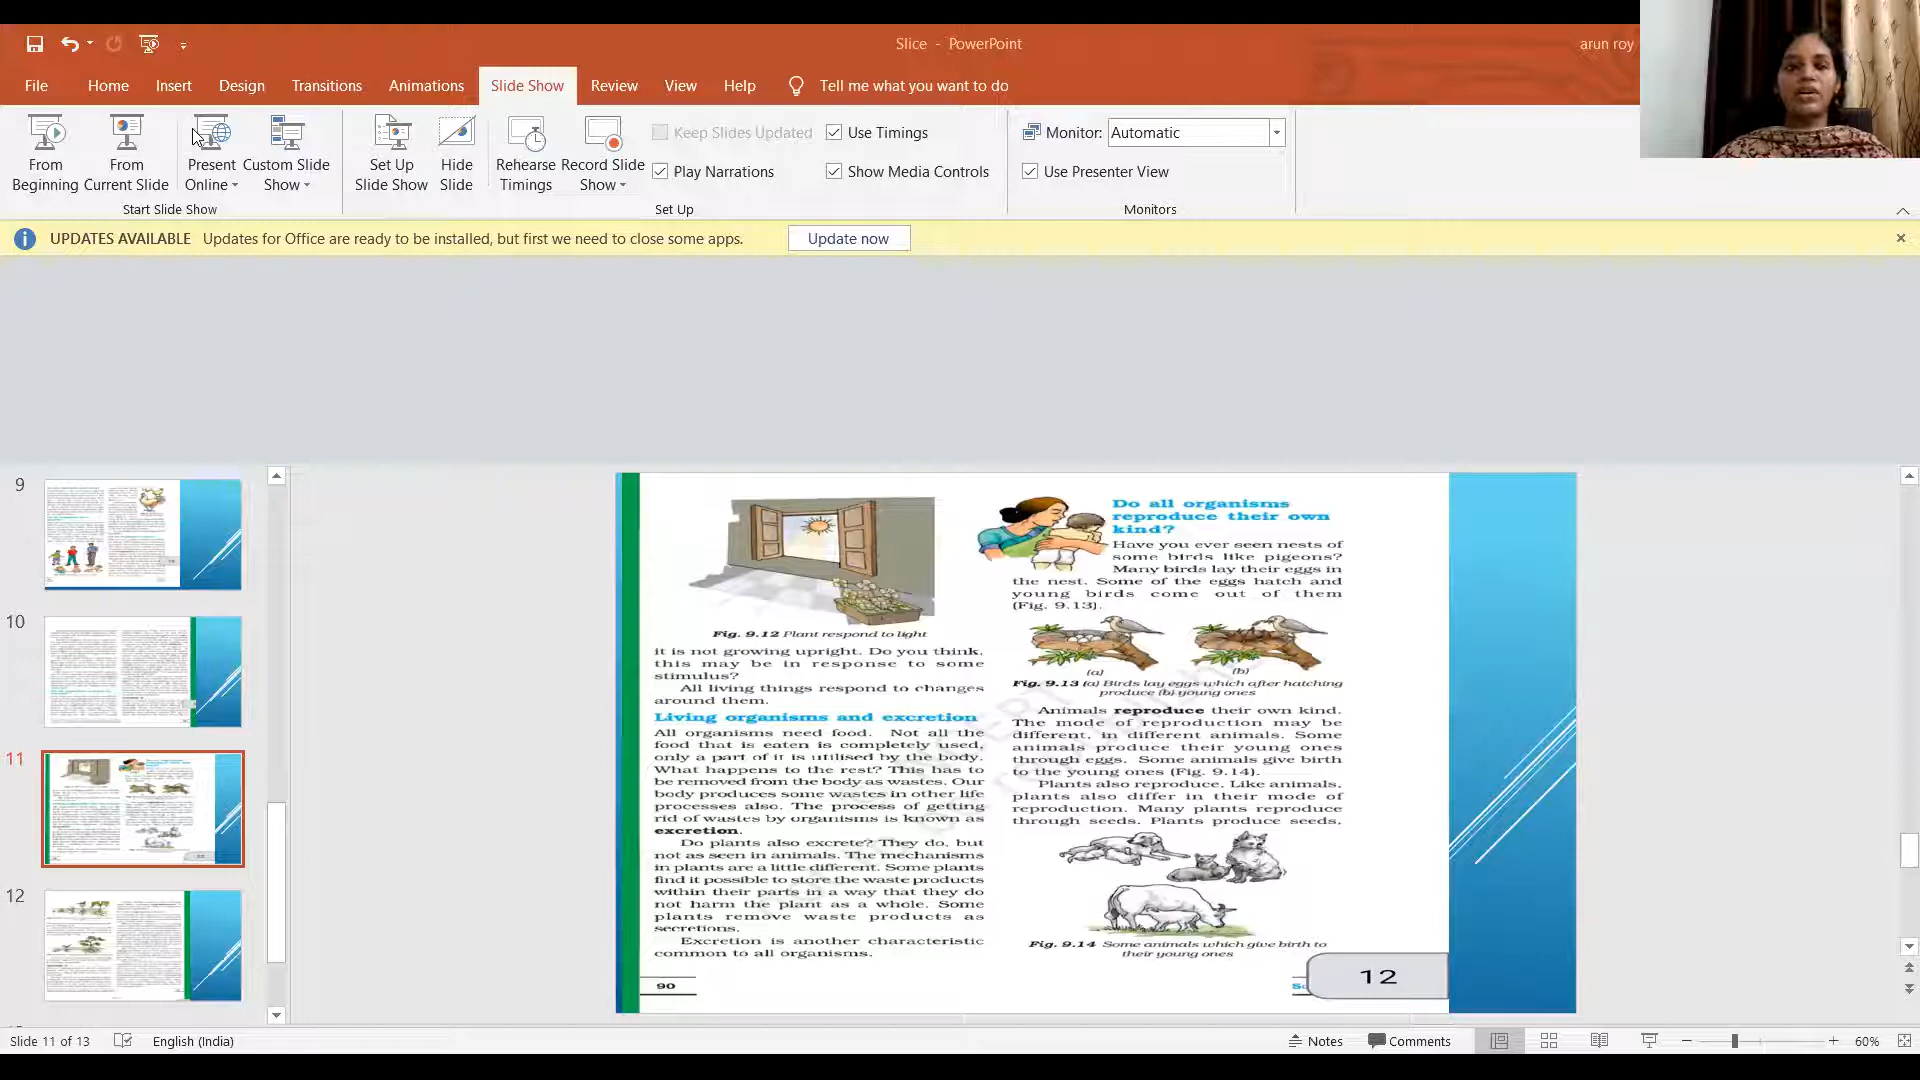 Slice - PowerPoint
arun roy
File Home Insert Design Transitions Animations Slide Show Review View Help Tell me what you want to do
From Beginning
From Current Slide
Present Online
Custom Slide Show
Start Slide Show
Set Up Slide Show
Hide Slide
Rehearse Timings
Record Slide Show
Keep Slides Updated
Play Narrations
Use Timings
Show Media Controls
Set Up
Monitor: Automatic
Use Presenter View
Monitors
UPDATES AVAILABLE Updates for Office are ready to be installed, but first we need to close some apps. Update now
9
10
11
12
Fig. 9.12 Plant respond to light
it is not growing upright. Do you think,
this may be in response to some
stimulus?
All living things respond to changes
around them.
Living organisms and excretion
All organisms need food. Not all the
food that is eaten is completely used,
only a part of it is utilised by the body.
What happens to the rest? This has to
be removed from the body as wastes. Our
body produces some wastes in other life
processes also. The process of getting
rid of wastes by organisms is known as
excretion.
Do plants also excrete? They do, but
not as seen in animals. The mechanisms
in plants are a little different. Some plants
find it possible to store the waste products
within their parts in a way that they do
not harm the plant as a whole. Some
plants remove waste products as
secretions.
Excretion is another characteristic
common to all organisms.
90
Do all organisms
reproduce their own
kind?
Have you ever seen nests of
some birds like pigeons?
Many birds lay their eggs in
the nest. Some of the eggs hatch and
young birds come out of them
(Fig. 9.13).
(a) (b)
Fig. 9.13 (a) Birds lay eggs which after hatching
produce (b) young ones
Animals reproduce their own kind.
The mode of reproduction may be
different, in different animals. Some
animals produce their young ones
through eggs. Some animals give birth
to the young ones (Fig. 9.14).
Plants also reproduce. Like animals,
plants also differ in their mode of
reproduction. Many plants reproduce
through seeds. Plants produce seeds,
Fig. 9.14 Some animals which give birth to
their young ones
12
Slide 11 of 13 English (India) Notes Comments 60%